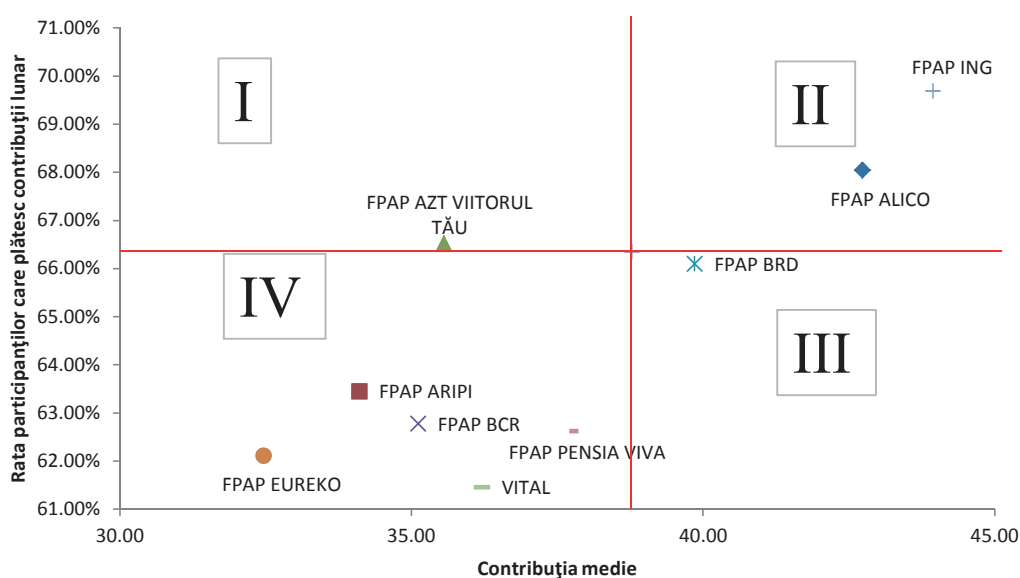 Rata participanţilor care plătesc contribuţii lunar
71.00%
70.00%
69.00%
68.00%
67.00%
66.00%
65.00%
64.00%
63.00%
62.00%
61.00%
I
II
FPAP ING
FPAP ALICO
FPAP AZT VIITORUL
TĂU
FPAP BRD
IV
III
FPAP ARIPI
FPAP BCR
FPAP PENSIA VIVA
FPAP EUREKO
VITAL
30.00
35.00
40.00
45.00
Contribuţia medie